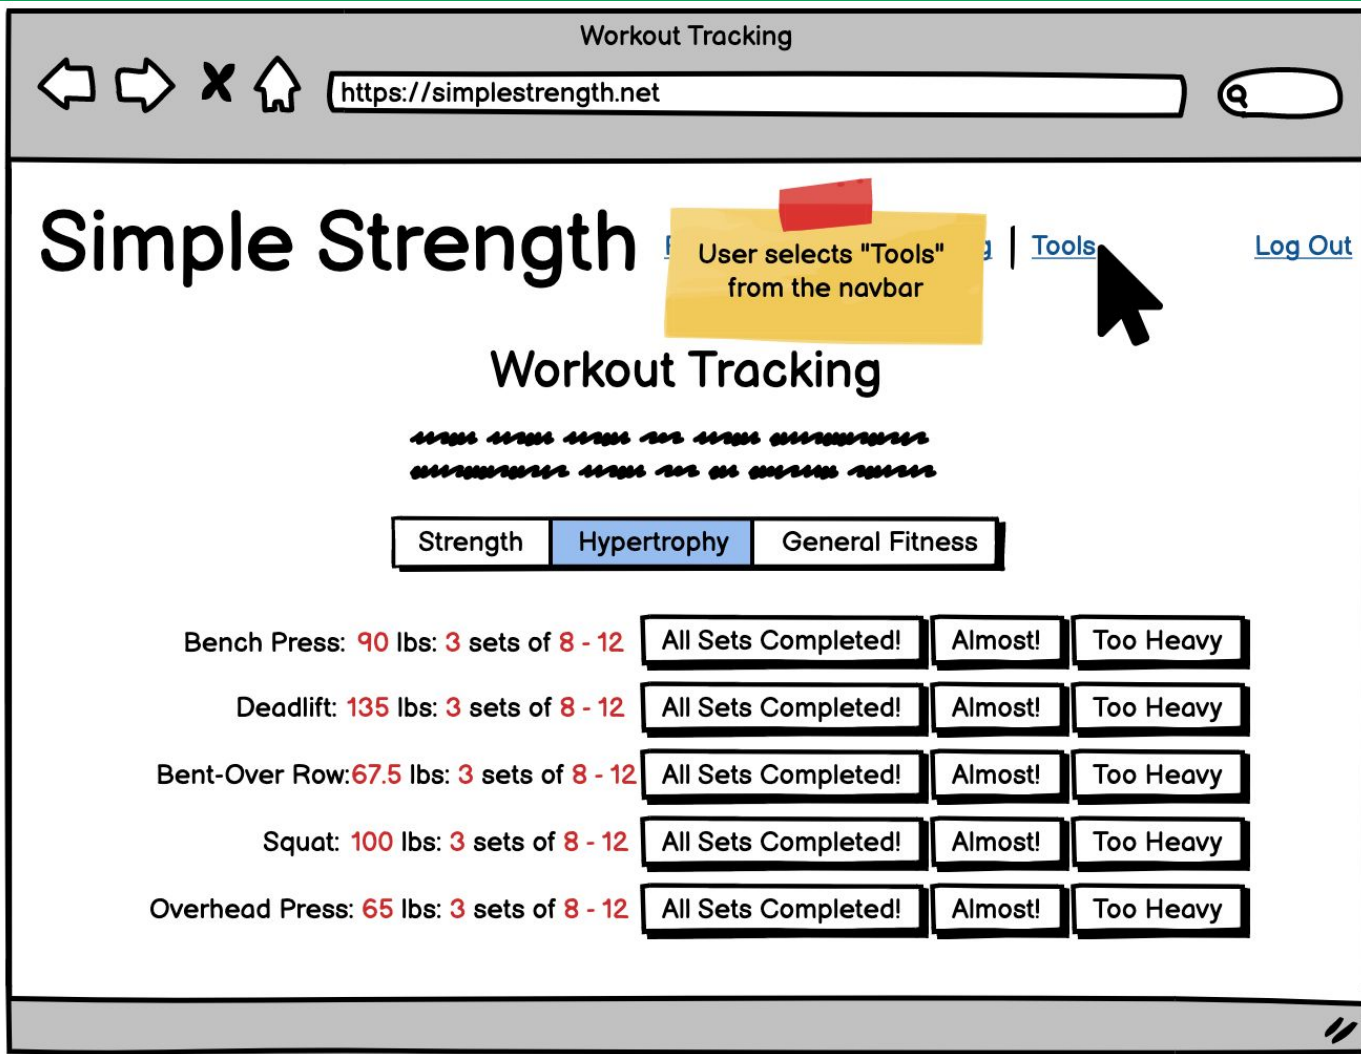 Workout Tracking
https://simplestrength.net
Simple Strength
User selects "Tools"
from the navbar
| Tools
Log Out
Workout Tracking
Strength Hypertrophy General Fitness
Bench Press: 90 lbs: 3 sets of 8 - 12 All Sets Completed! Almost! Too Heavy
Deadlift: 135 lbs: 3 sets of 8 - 12 All Sets Completed! Almost! Too Heavy
Bent-Over Row:67.5 lbs: 3 sets of 8 - 12 All Sets Completed! Almost! Too Heavy
Squat: 100 lbs: 3 sets of 8 - 12 All Sets Completed! Almost! Too Heavy
Overhead Press: 65 lbs: 3 sets of 8 - 12 All Sets Completed! Almost! Too Heavy